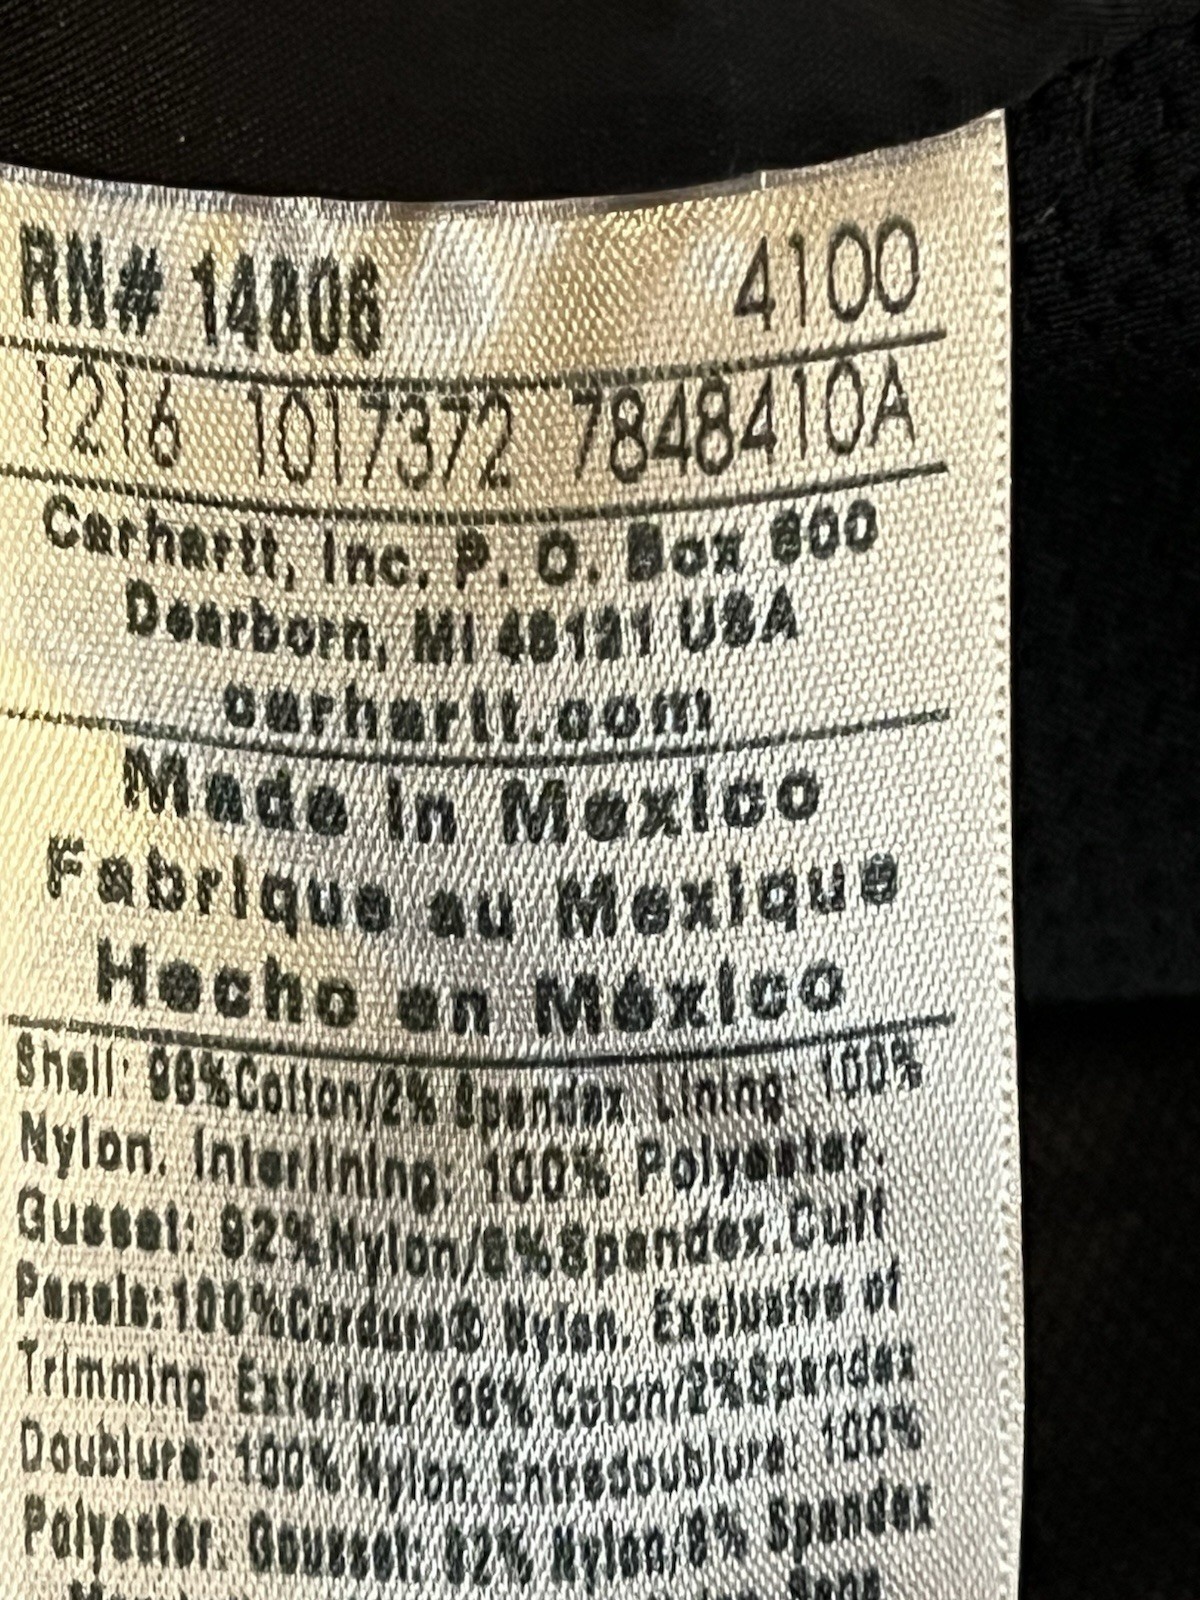 RN# 14806 4100
1216 1017372 7848410A
Carhartt, Inc. P. O. Box 600
Dearborn, MI 48121 USA
carhartt.com
Made in Mexico
Fabrique au Mexique
Hecho en México
Shell: 98%Cotton/2% Spandex. Lining: 100%
Nylon. Interlining: 100% Polyester.
Gusset: 92%Nylon/8%Spandex.Cuff
Panels:100%Cordura® Nylon. Exclusive of
Trimming. Extérieur: 98% Coton/2%Spandex
Doublure: 100% Nylon. Entredoublure: 100%
Polyester. Gousset: 92% Nylon/8% Spandex